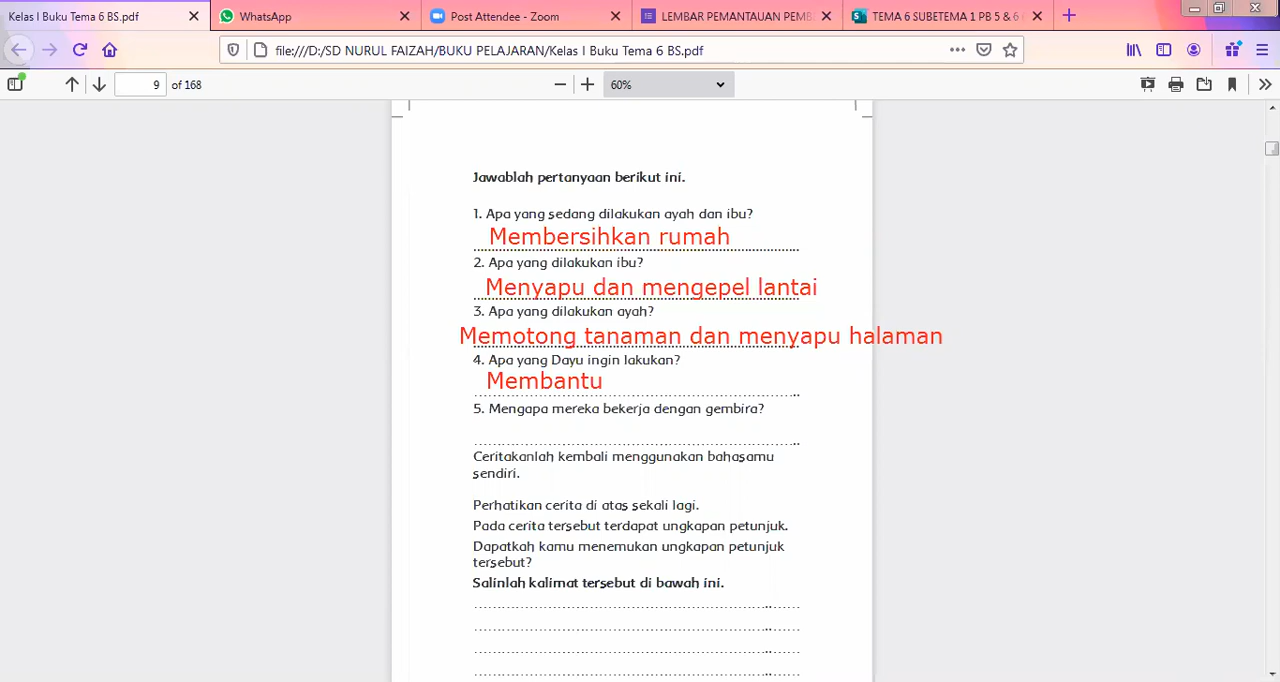 Kelas I Buku Tema 6 BS.pdf
WhatsApp
Post Attendee - Zoom
LEMBAR PEMANTAUAN PEMB
TEMA 6 SUBETEMA 1 PB 5 & 6
file:///D:/SD NURUL FAIZAH/BUKU PELAJARAN/Kelas I Buku Tema 6 BS.pdf
9 of 168
60%
Jawablah pertanyaan berikut ini.
1. Apa yang sedang dilakukan ayah dan ibu?
Membersihkan rumah
2. Apa yang dilakukan ibu?
Menyapu dan mengepel lantai
3. Apa yang dilakukan ayah?
Memotong tanaman dan menyapu halaman
4. Apa yang Dayu ingin lakukan?
Membantu
5. Mengapa mereka bekerja dengan gembira?
Ceritakanlah kembali menggunakan bahasamu
sendiri.
Perhatikan cerita di atas sekali lagi.
Pada cerita tersebut terdapat ungkapan petunjuk.
Dapatkah kamu menemukan ungkapan petunjuk
tersebut?
Salinlah kalimat tersebut di bawah ini.